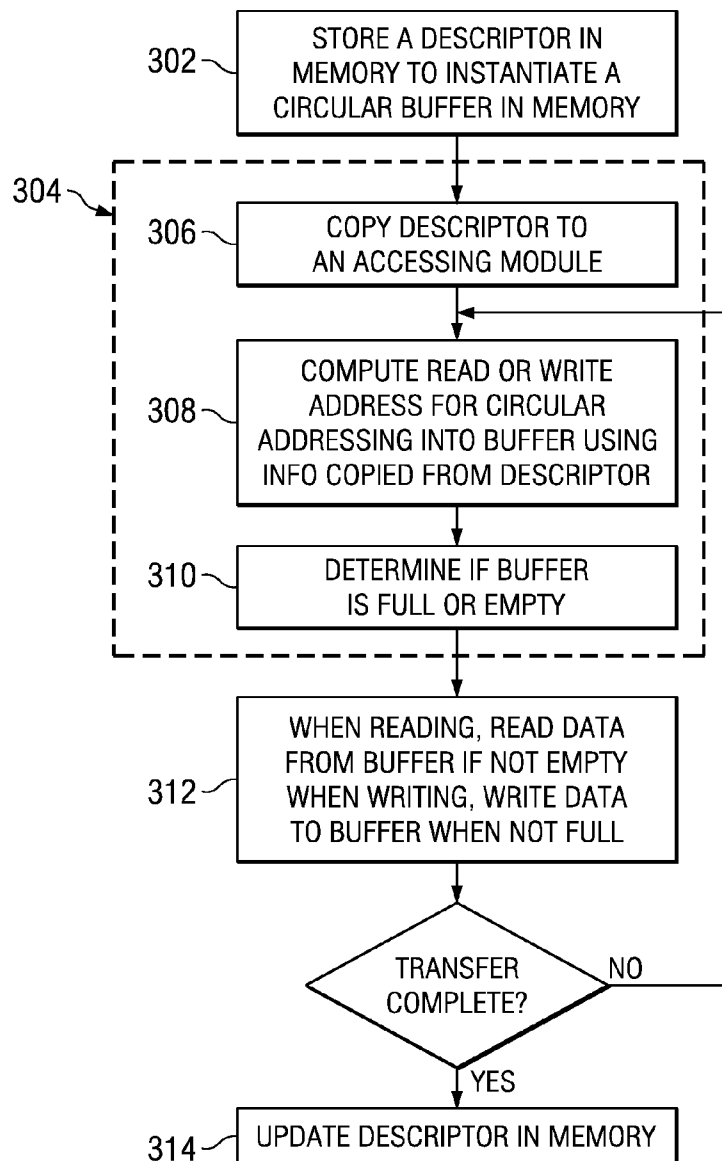 302
STORE A DESCRIPTOR IN
MEMORY TO INSTANTIATE A
CIRCULAR BUFFER IN MEMORY
304
306
COPY DESCRIPTOR TO
AN ACCESSING MODULE
308
COMPUTE READ OR WRITE
ADDRESS FOR CIRCULAR
ADDRESSING INTO BUFFER USING
INFO COPIED FROM DESCRIPTOR
310
DETERMINE IF BUFFER
IS FULL OR EMPTY
312
WHEN READING, READ DATA
FROM BUFFER IF NOT EMPTY
WHEN WRITING, WRITE DATA
TO BUFFER WHEN NOT FULL
TRANSFER
COMPLETE?
NO
YES
314
UPDATE DESCRIPTOR IN MEMORY